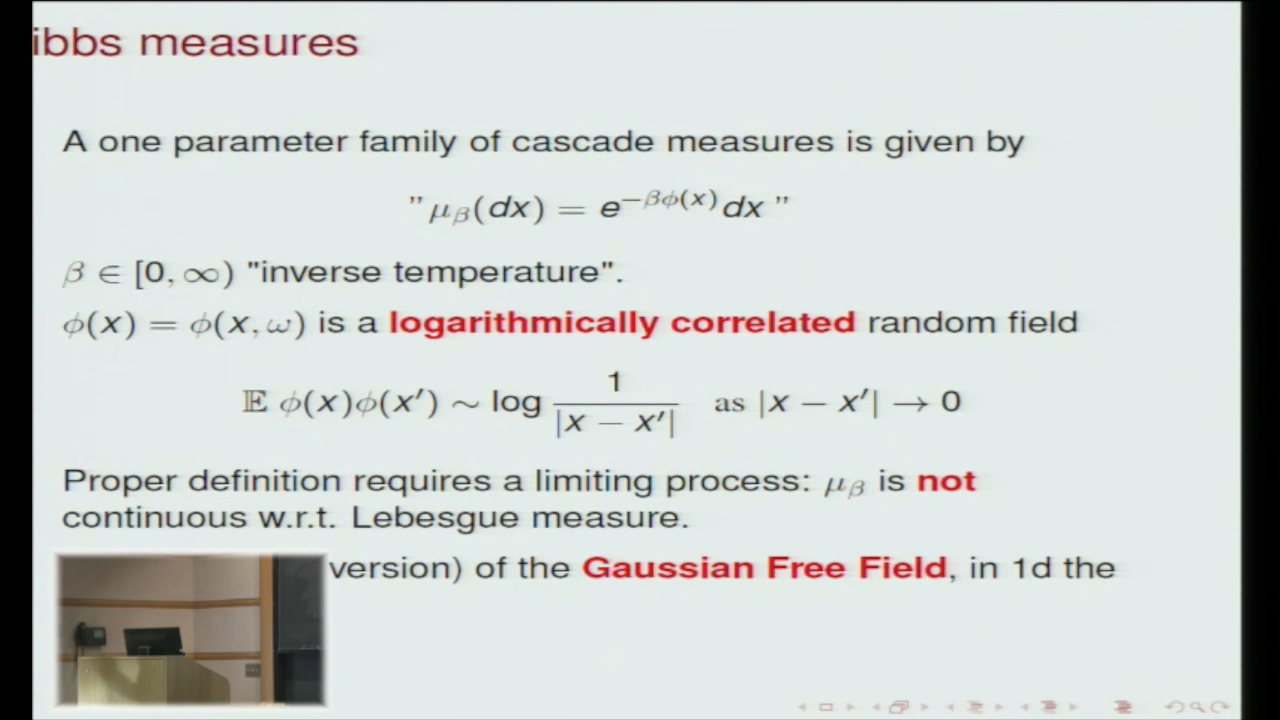 ibbs measures
A one parameter family of cascade measures is given by
" μ_β(dx) = e^{−βϕ(x)} dx "
β ∈ [0, ∞) "inverse temperature".
ϕ(x) = ϕ(x, ω) is a logarithmically correlated random field
𝔼 ϕ(x)ϕ(x′) ∼ log 1/|x − x′| as |x − x′| → 0
Proper definition requires a limiting process: μ_β is not
continuous w.r.t. Lebesgue measure.
version) of the Gaussian Free Field, in 1d the